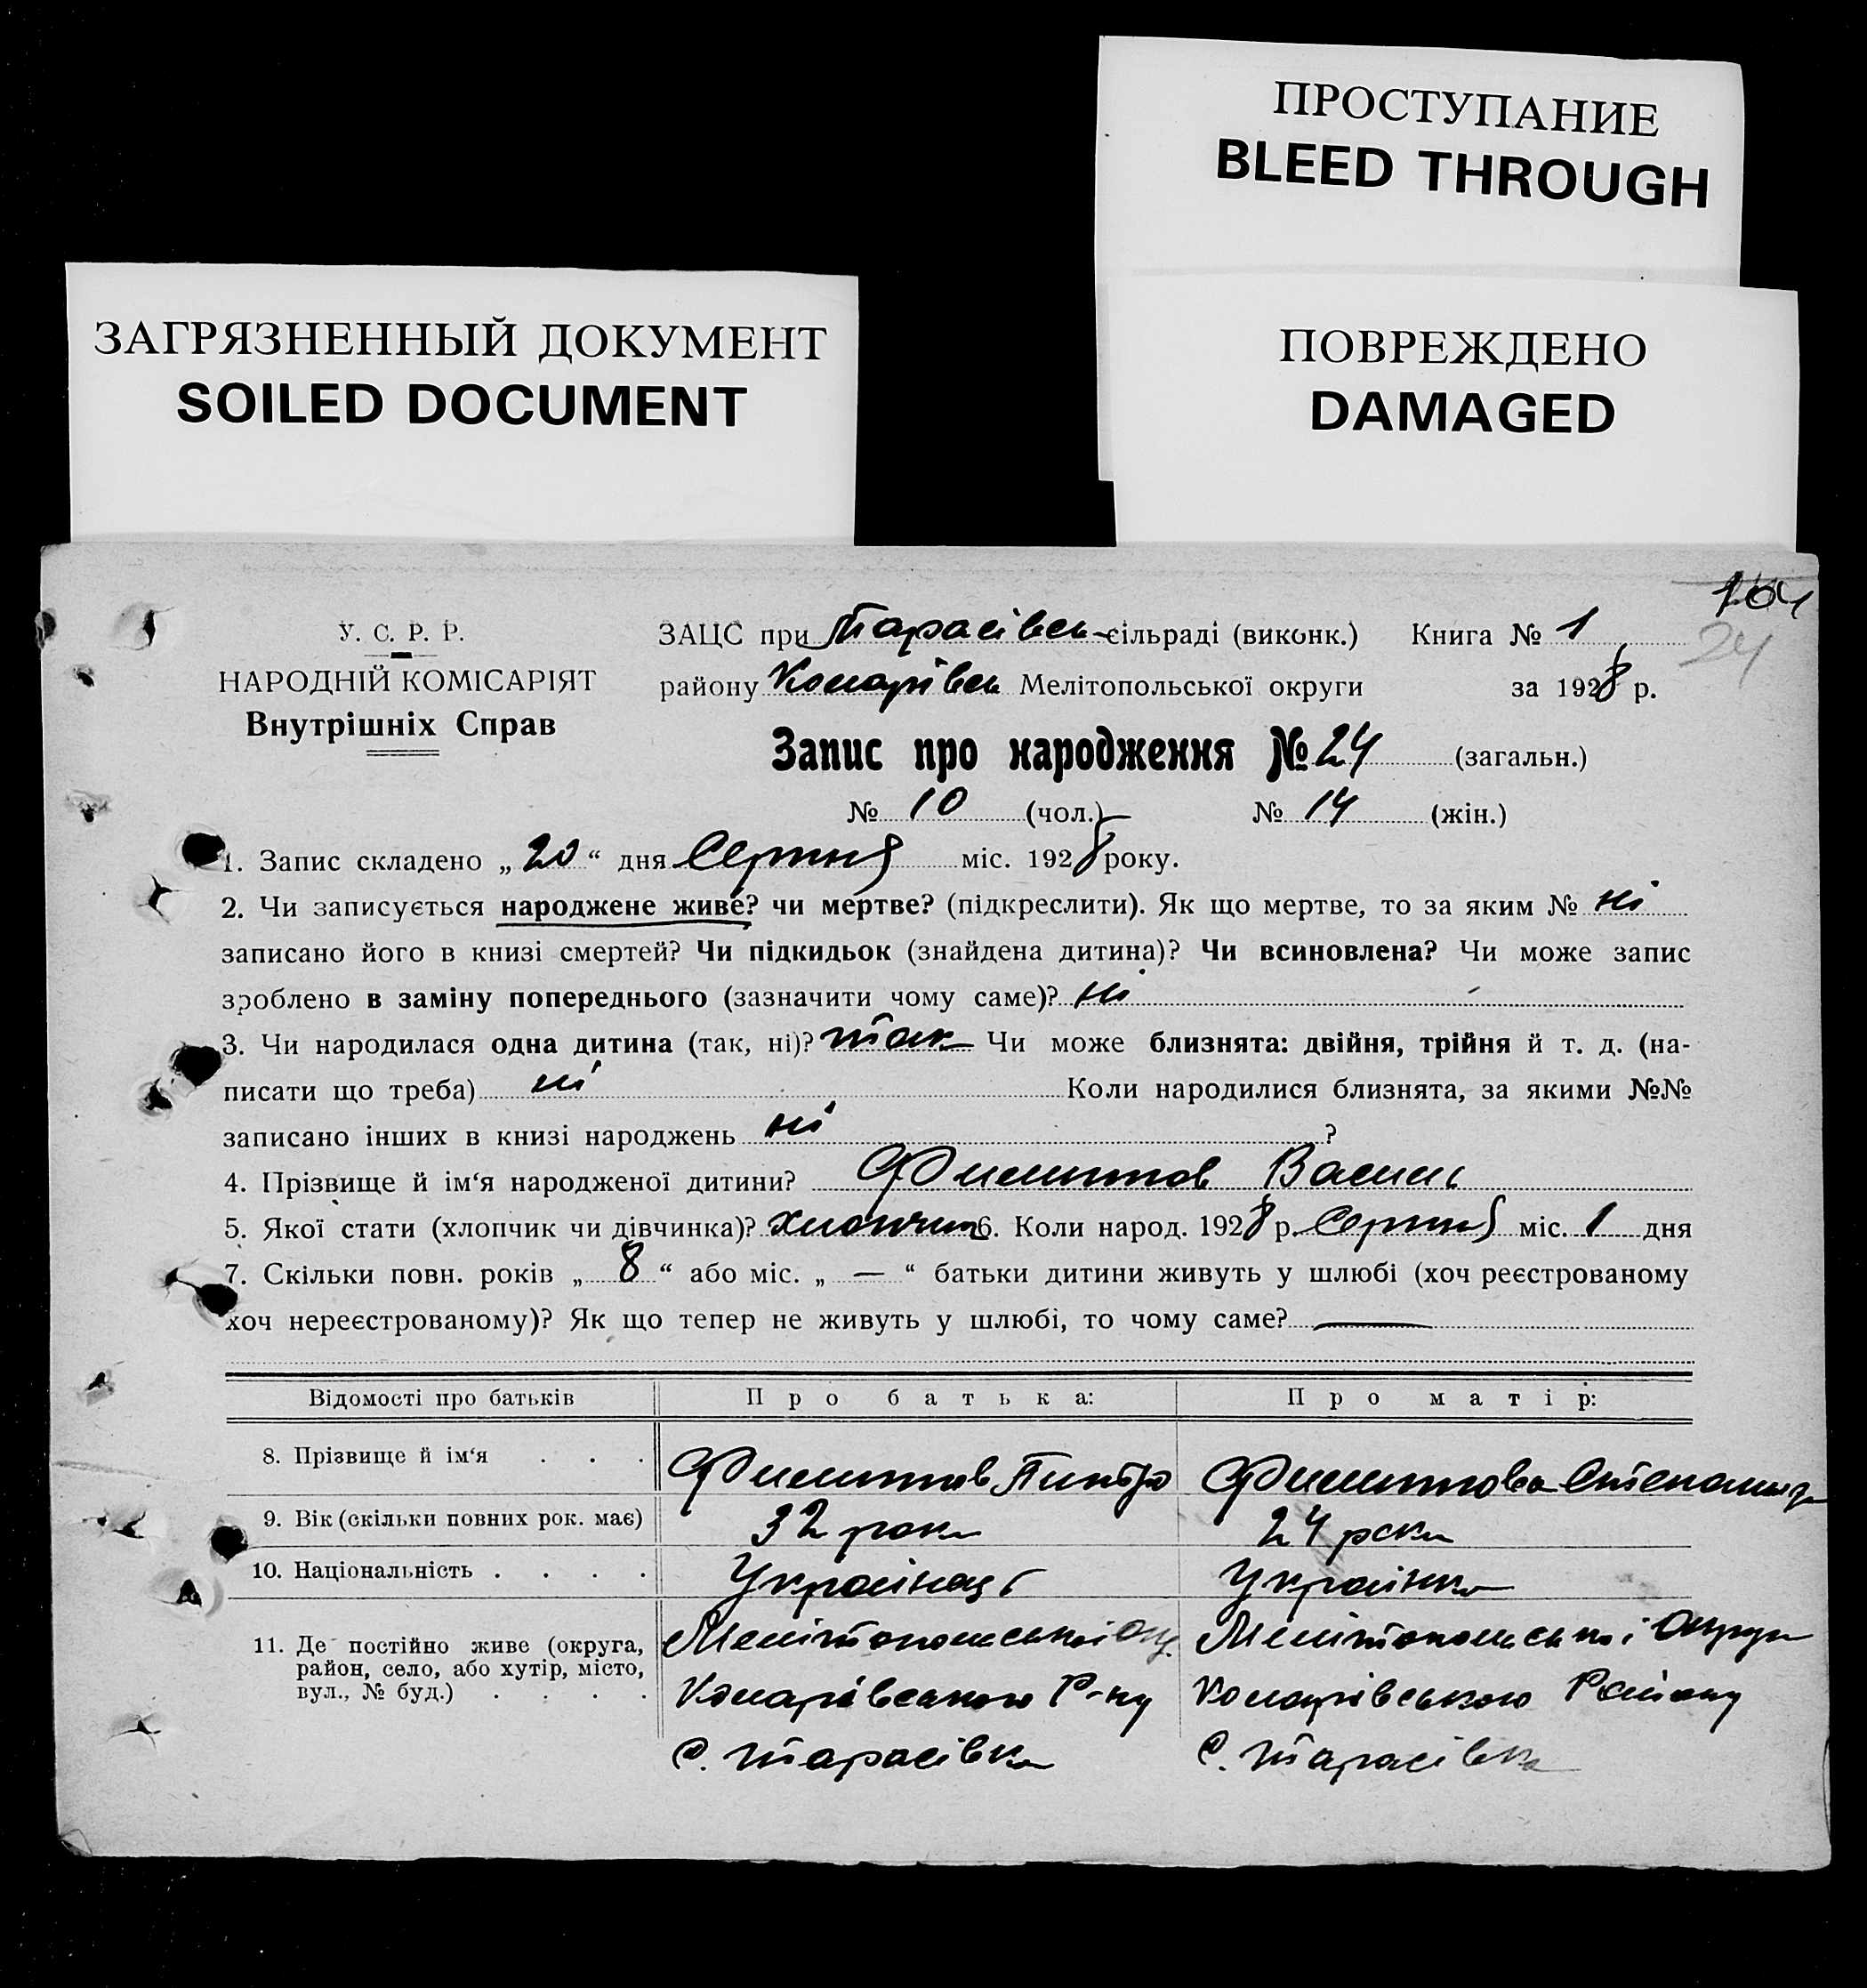 ПРОСТУПАНИЕ
BLEED THROUGH
ЗАГРЯЗНЕННЫЙ ДОКУМЕНТ
SOILED DOCUMENT
ПОВРЕЖДЕНО
DAMAGED
104
24
У. С. Р. Р.
НАРОДНІЙ КОМІСАРІЯТ
Внутрішніх Справ
ЗАЦС при Тарасівськ сільраді (виконк.) Книга № 1
району Комарівськ Мелітопольської округи за 1928 р.
Запис про народження № 24 (загальн.)
№ 10 (чол.) № 14 (жін.)
1. Запис складено „ 20 “ дня Серпня міс. 1928 року.
2. Чи записується народжене живе? чи мертве? (підкреслити). Як що мертве, то за яким № ні
записано його в книзі смертей? Чи підкидьок (знайдена дитина)? Чи всиновлена? Чи може запис
зроблено в заміну попереднього (зазначити чому саме)? ні
3. Чи народилася одна дитина (так, ні)? так Чи може близнята: двійня, трійня й т. д. (на-
писати що треба) ні Коли народилися близнята, за якими №№
записано інших в книзі народжень ні ?
4. Прізвище й ім‘я народженої дитини? Филиптов Василь
5. Якої стати (хлопчик чи дівчинка)? хлопчик 6. Коли народ. 1928 р. Серпня міс. 1 дня
7. Скільки повн. років „ 8 “ або міс. „ — “ батьки дитини живуть у шлюбі (хоч реєстрованому
хоч нереєстрованому)? Як що тепер не живуть у шлюбі, то чому саме? —
Відомості про батьків Про батька: Про матір:
8. Прізвище й ім‘я . . . Филиптов Филиптова
9. Вік (скільки повних рок. має) 32 роки 24 роки
10. Національність . . . . Українець Українка
11. Де постійно живе (округа, район, село, або хутір, місто, вул., № буд.) . . . .
Мелітопольської Окр. Мелітопольської Округи
Комарівського Р-ну Комарівського Району
С. Тарасівка С. Тарасівка